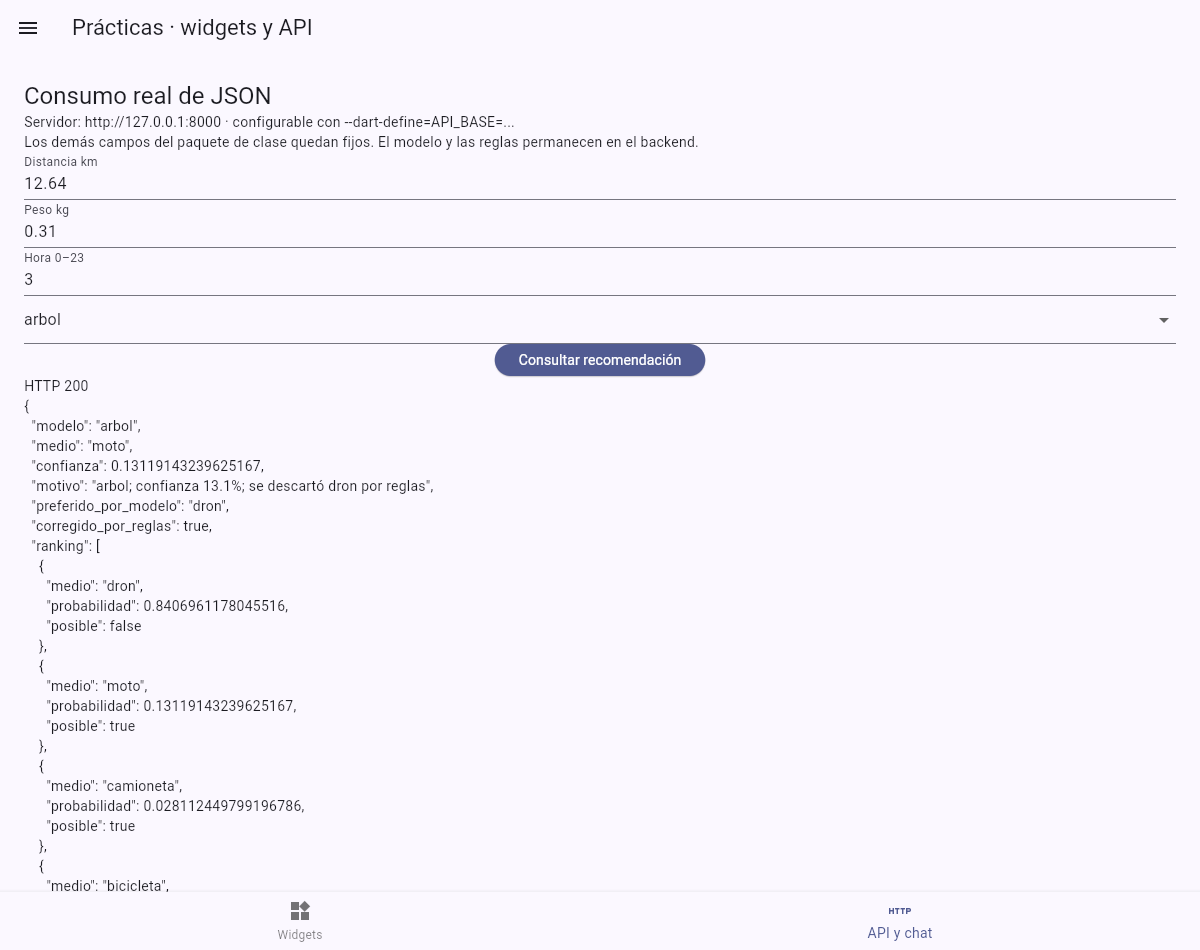 Prácticas · widgets y API
Consumo real de JSON
Servidor: http://127.0.0.1:8000 · configurable con --dart-define=API_BASE=...
Los demás campos del paquete de clase quedan fijos. El modelo y las reglas permanecen en el backend.
Distancia km
12.64
Peso kg
0.31
Hora 0–23
3
arbol
Consultar recomendación
HTTP 200
{
  "modelo": "arbol",
  "medio": "moto",
  "confianza": 0.13119143239625167,
  "motivo": "arbol; confianza 13.1%; se descartó dron por reglas",
  "preferido_por_modelo": "dron",
  "corregido_por_reglas": true,
  "ranking": [
    {
      "medio": "dron",
      "probabilidad": 0.8406961178045516,
      "posible": false
    },
    {
      "medio": "moto",
      "probabilidad": 0.13119143239625167,
      "posible": true
    },
    {
      "medio": "camioneta",
      "probabilidad": 0.028112449799196786,
      "posible": true
    },
    {
      "medio": "bicicleta",
Widgets
HTTP
API y chat